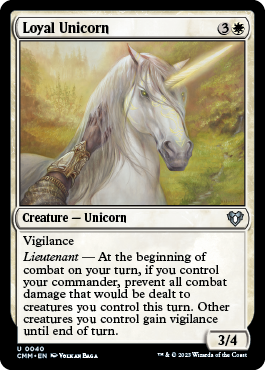 Loyal Unicorn 3
Creature — Unicorn
Vigilance
Lieutenant — At the beginning of
combat on your turn, if you control
your commander, prevent all combat
damage that would be dealt to
creatures you control this turn. Other
creatures you control gain vigilance
until end of turn.
3/4
U 0040
CMM • EN Volkan Baga
™ & © 2023 Wizards of the Coast